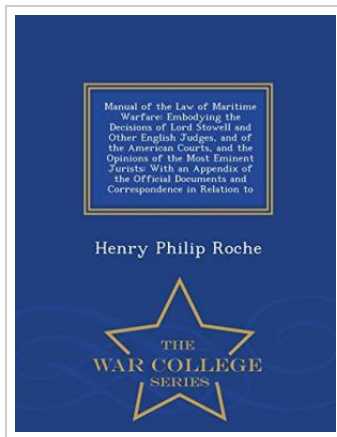 Manual of the Law of Maritime
Warfare: Embodying the
Decisions of Lord Stowell and
Other English Judges, and of
the American Courts, and the
Opinions of the Most Eminent
Jurists: With an Appendix of
the Official Documents and
Correspondence in Relation to
Henry Philip Roche
THE
WAR COLLEGE
SERIES